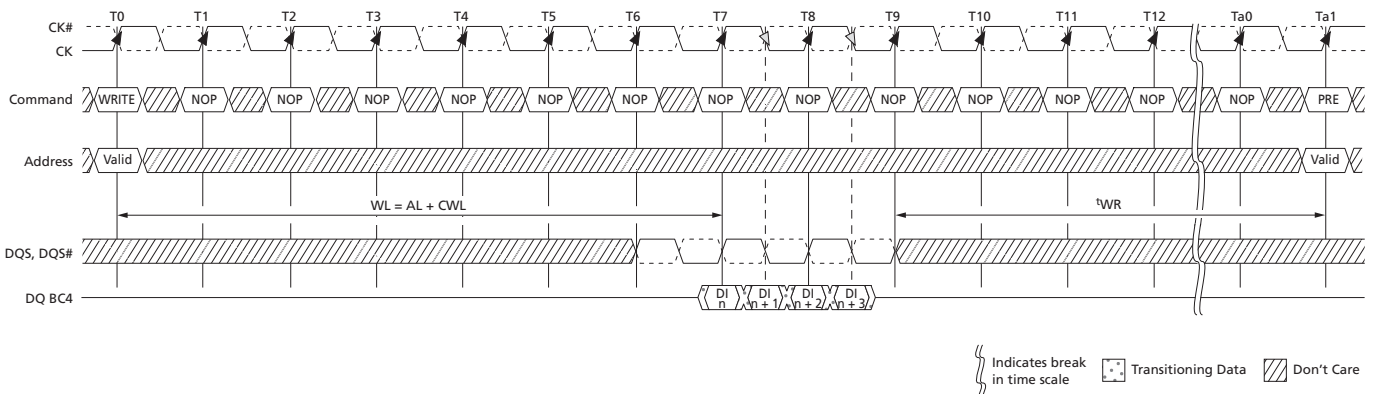 T0 T1 T2 T3 T4 T5 T6 T7 T8 T9 T10 T11 T12 Ta0 Ta1
CK#
CK
Command WRITE NOP NOP NOP NOP NOP NOP NOP NOP NOP NOP NOP NOP NOP PRE
Address Valid Valid
WL = AL + CWL tWR
DQS, DQS#
DQ BC4 DI n DI n + 1 DI n + 2 DI n + 3
Indicates break
in time scale
Transitioning Data
Don't Care